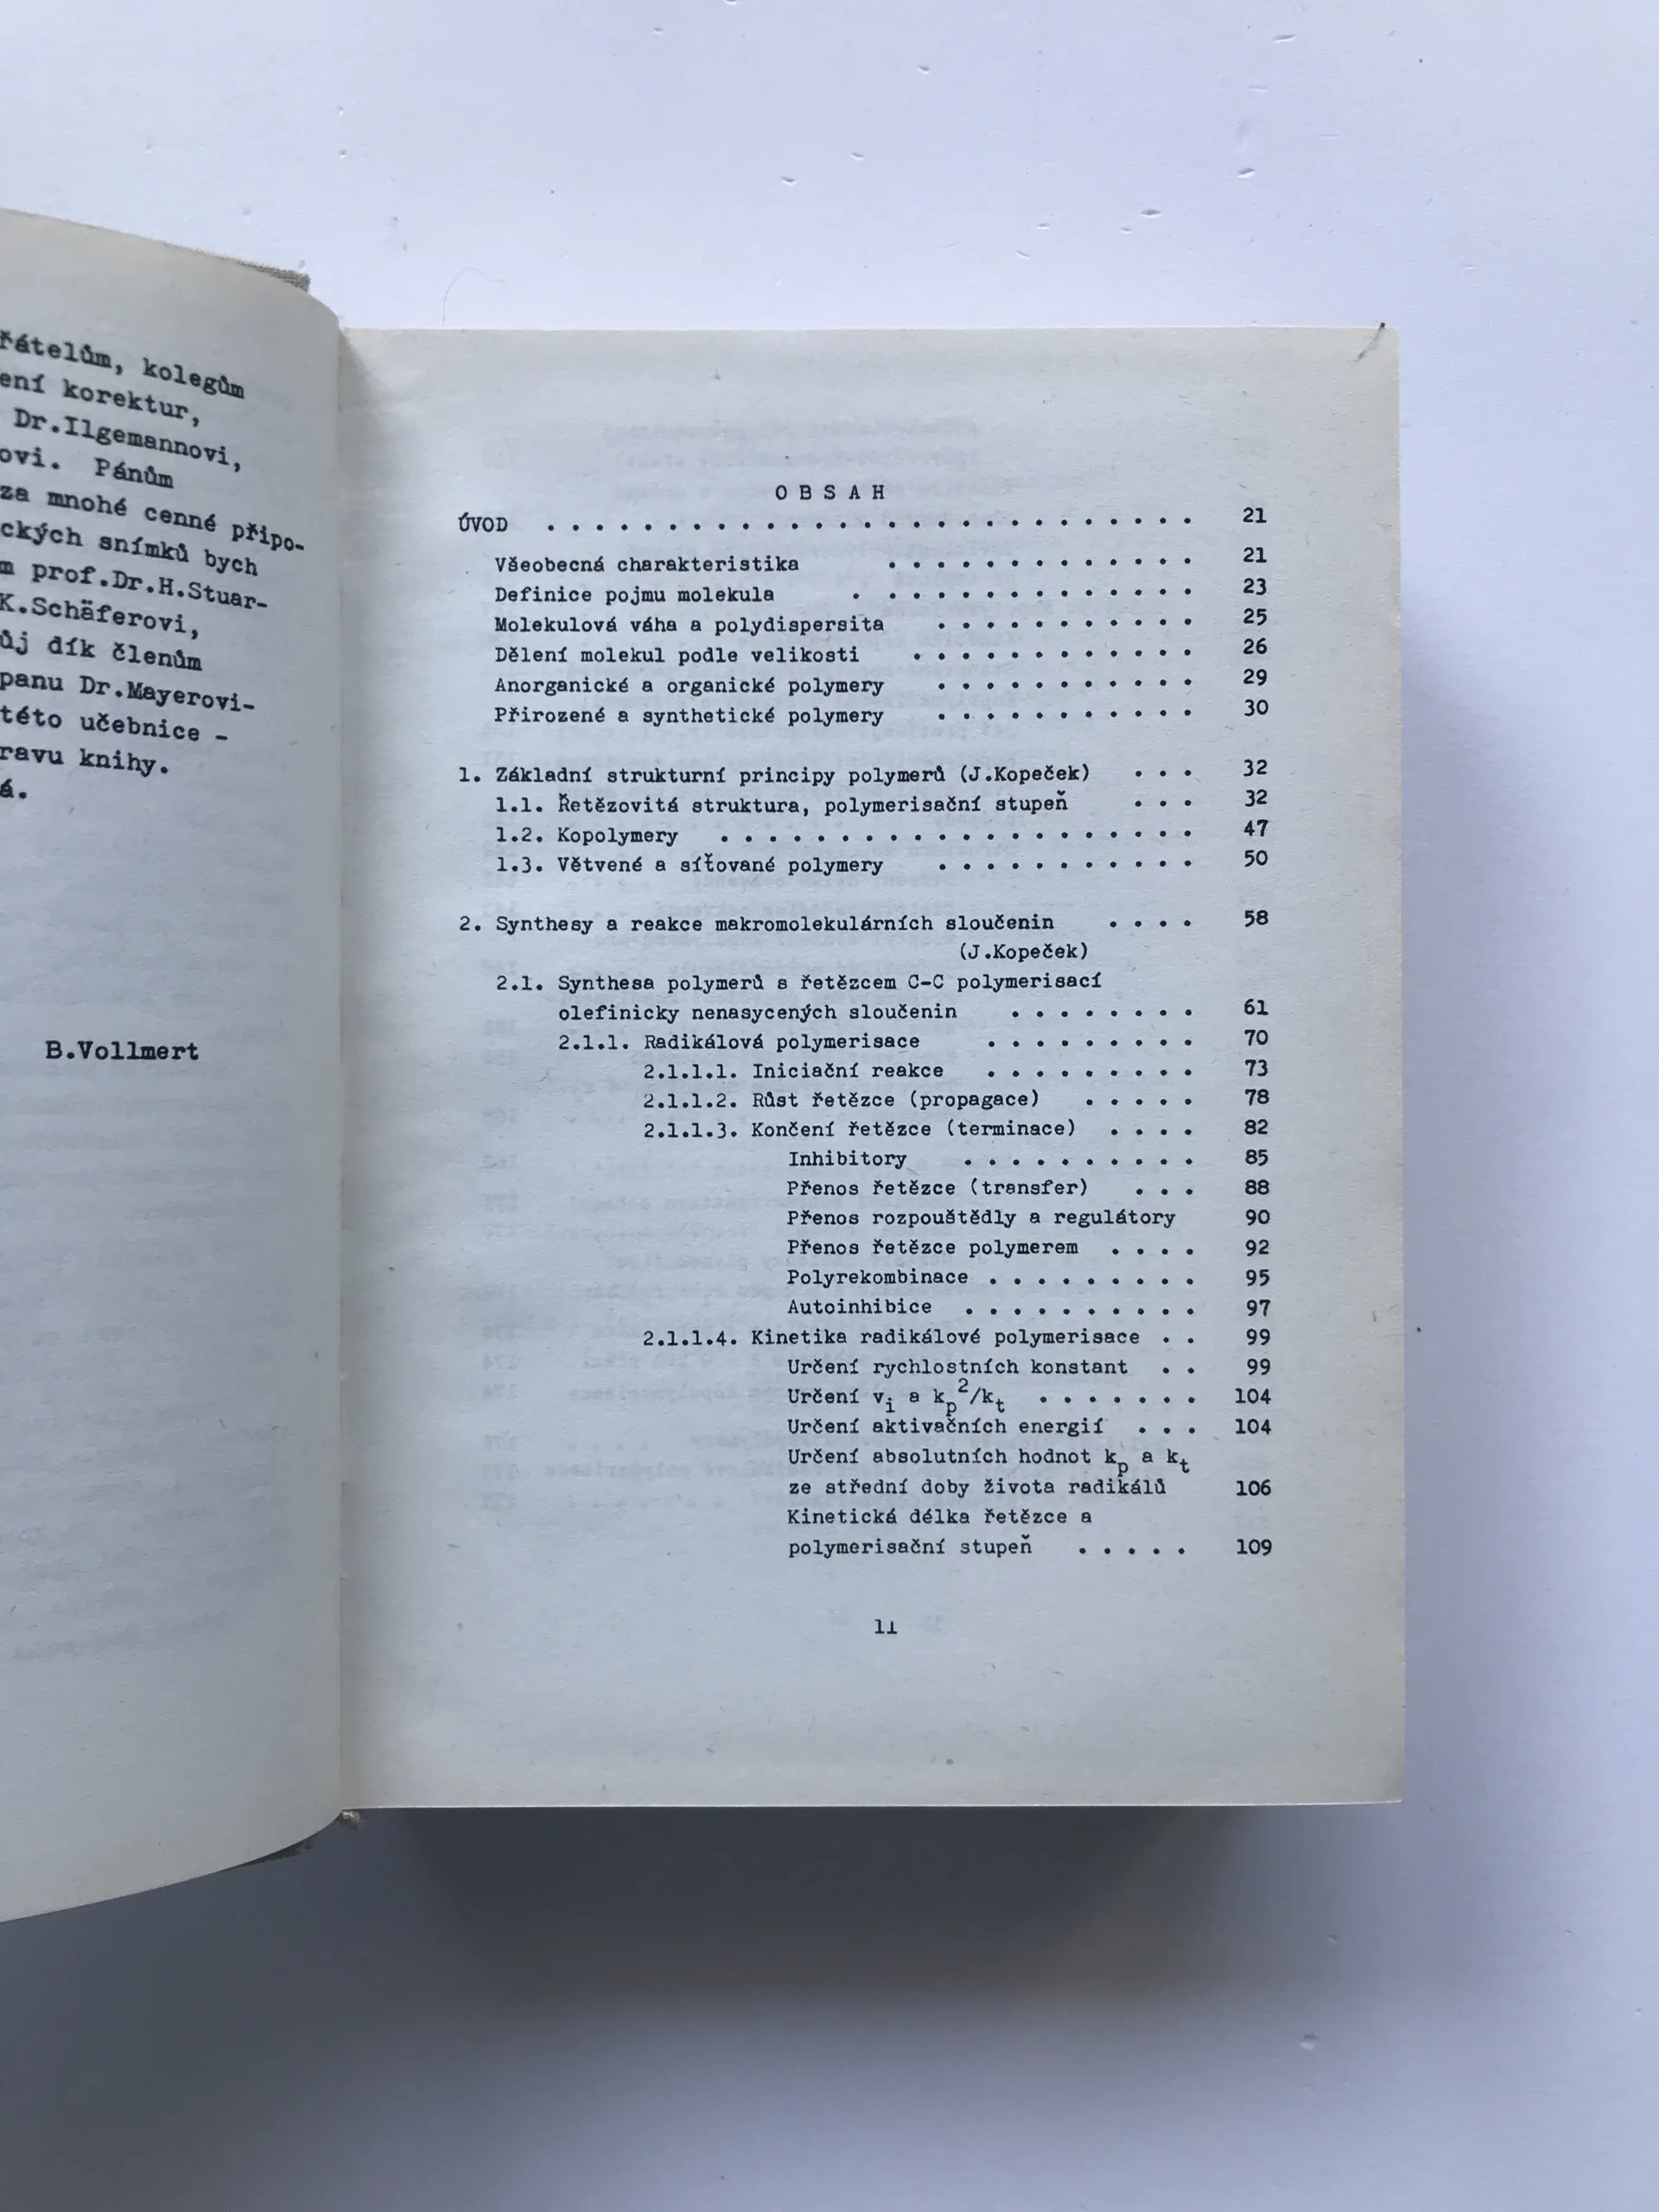 řátelům, kolegům
ení korektur,
Dr.Ilgemannovi,
ovi. Pánům
za mnohé cenné připo-
ckých snímků bych
m prof.Dr.H.Stuar-
K.Schäferovi,
ůj dík členům
panu Dr.Mayerovi-
této učebnice -
ravu knihy.
á.
B.Vollmert
O B S A H
ÚVOD . . . . . . . . . . . . . . . . . . . . . . . . . . . 21
Všeobecná charakteristika . . . . . . . . . . . . . 21
Definice pojmu molekula . . . . . . . . . . . . . . 23
Molekulová váha a polydispersita . . . . . . . . . . . 25
Dělení molekul podle velikosti . . . . . . . . . . . . 26
Anorganické a organické polymery . . . . . . . . . . . 29
Přirozené a synthetické polymery . . . . . . . . . . . 30
1. Základní strukturní principy polymerů (J.Kopeček) . . . 32
1.1. Řetězovitá struktura, polymerisační stupeň . . . 32
1.2. Kopolymery . . . . . . . . . . . . . . . . . . . . 47
1.3. Větvené a síťované polymery . . . . . . . . . . . 50
2. Synthesy a reakce makromolekulárních sloučenin . . . . 58
(J.Kopeček)
2.1. Synthesa polymerů s řetězcem C-C polymerisací
olefinicky nenasycených sloučenin . . . . . . . . 61
2.1.1. Radikálová polymerisace . . . . . . . . . 70
2.1.1.1. Iniciační reakce . . . . . . . . . 73
2.1.1.2. Růst řetězce (propagace) . . . . . 78
2.1.1.3. Končení řetězce (terminace) . . . . 82
Inhibitory . . . . . . . . . . 85
Přenos řetězce (transfer) . . . 88
Přenos rozpouštědly a regulátory 90
Přenos řetězce polymerem . . . . 92
Polyrekombinace . . . . . . . . . 95
Autoinhibice . . . . . . . . . . 97
2.1.1.4. Kinetika radikálové polymerisace . . 99
Určení rychlostních konstant . . 99
Určení vᵢ a kₚ²/kₜ . . . . . . . 104
Určení aktivačních energií . . . 104
Určení absolutních hodnot kₚ a kₜ
ze střední doby života radikálů 106
Kinetická délka řetězce a
polymerisační stupeň . . . . . 109
11